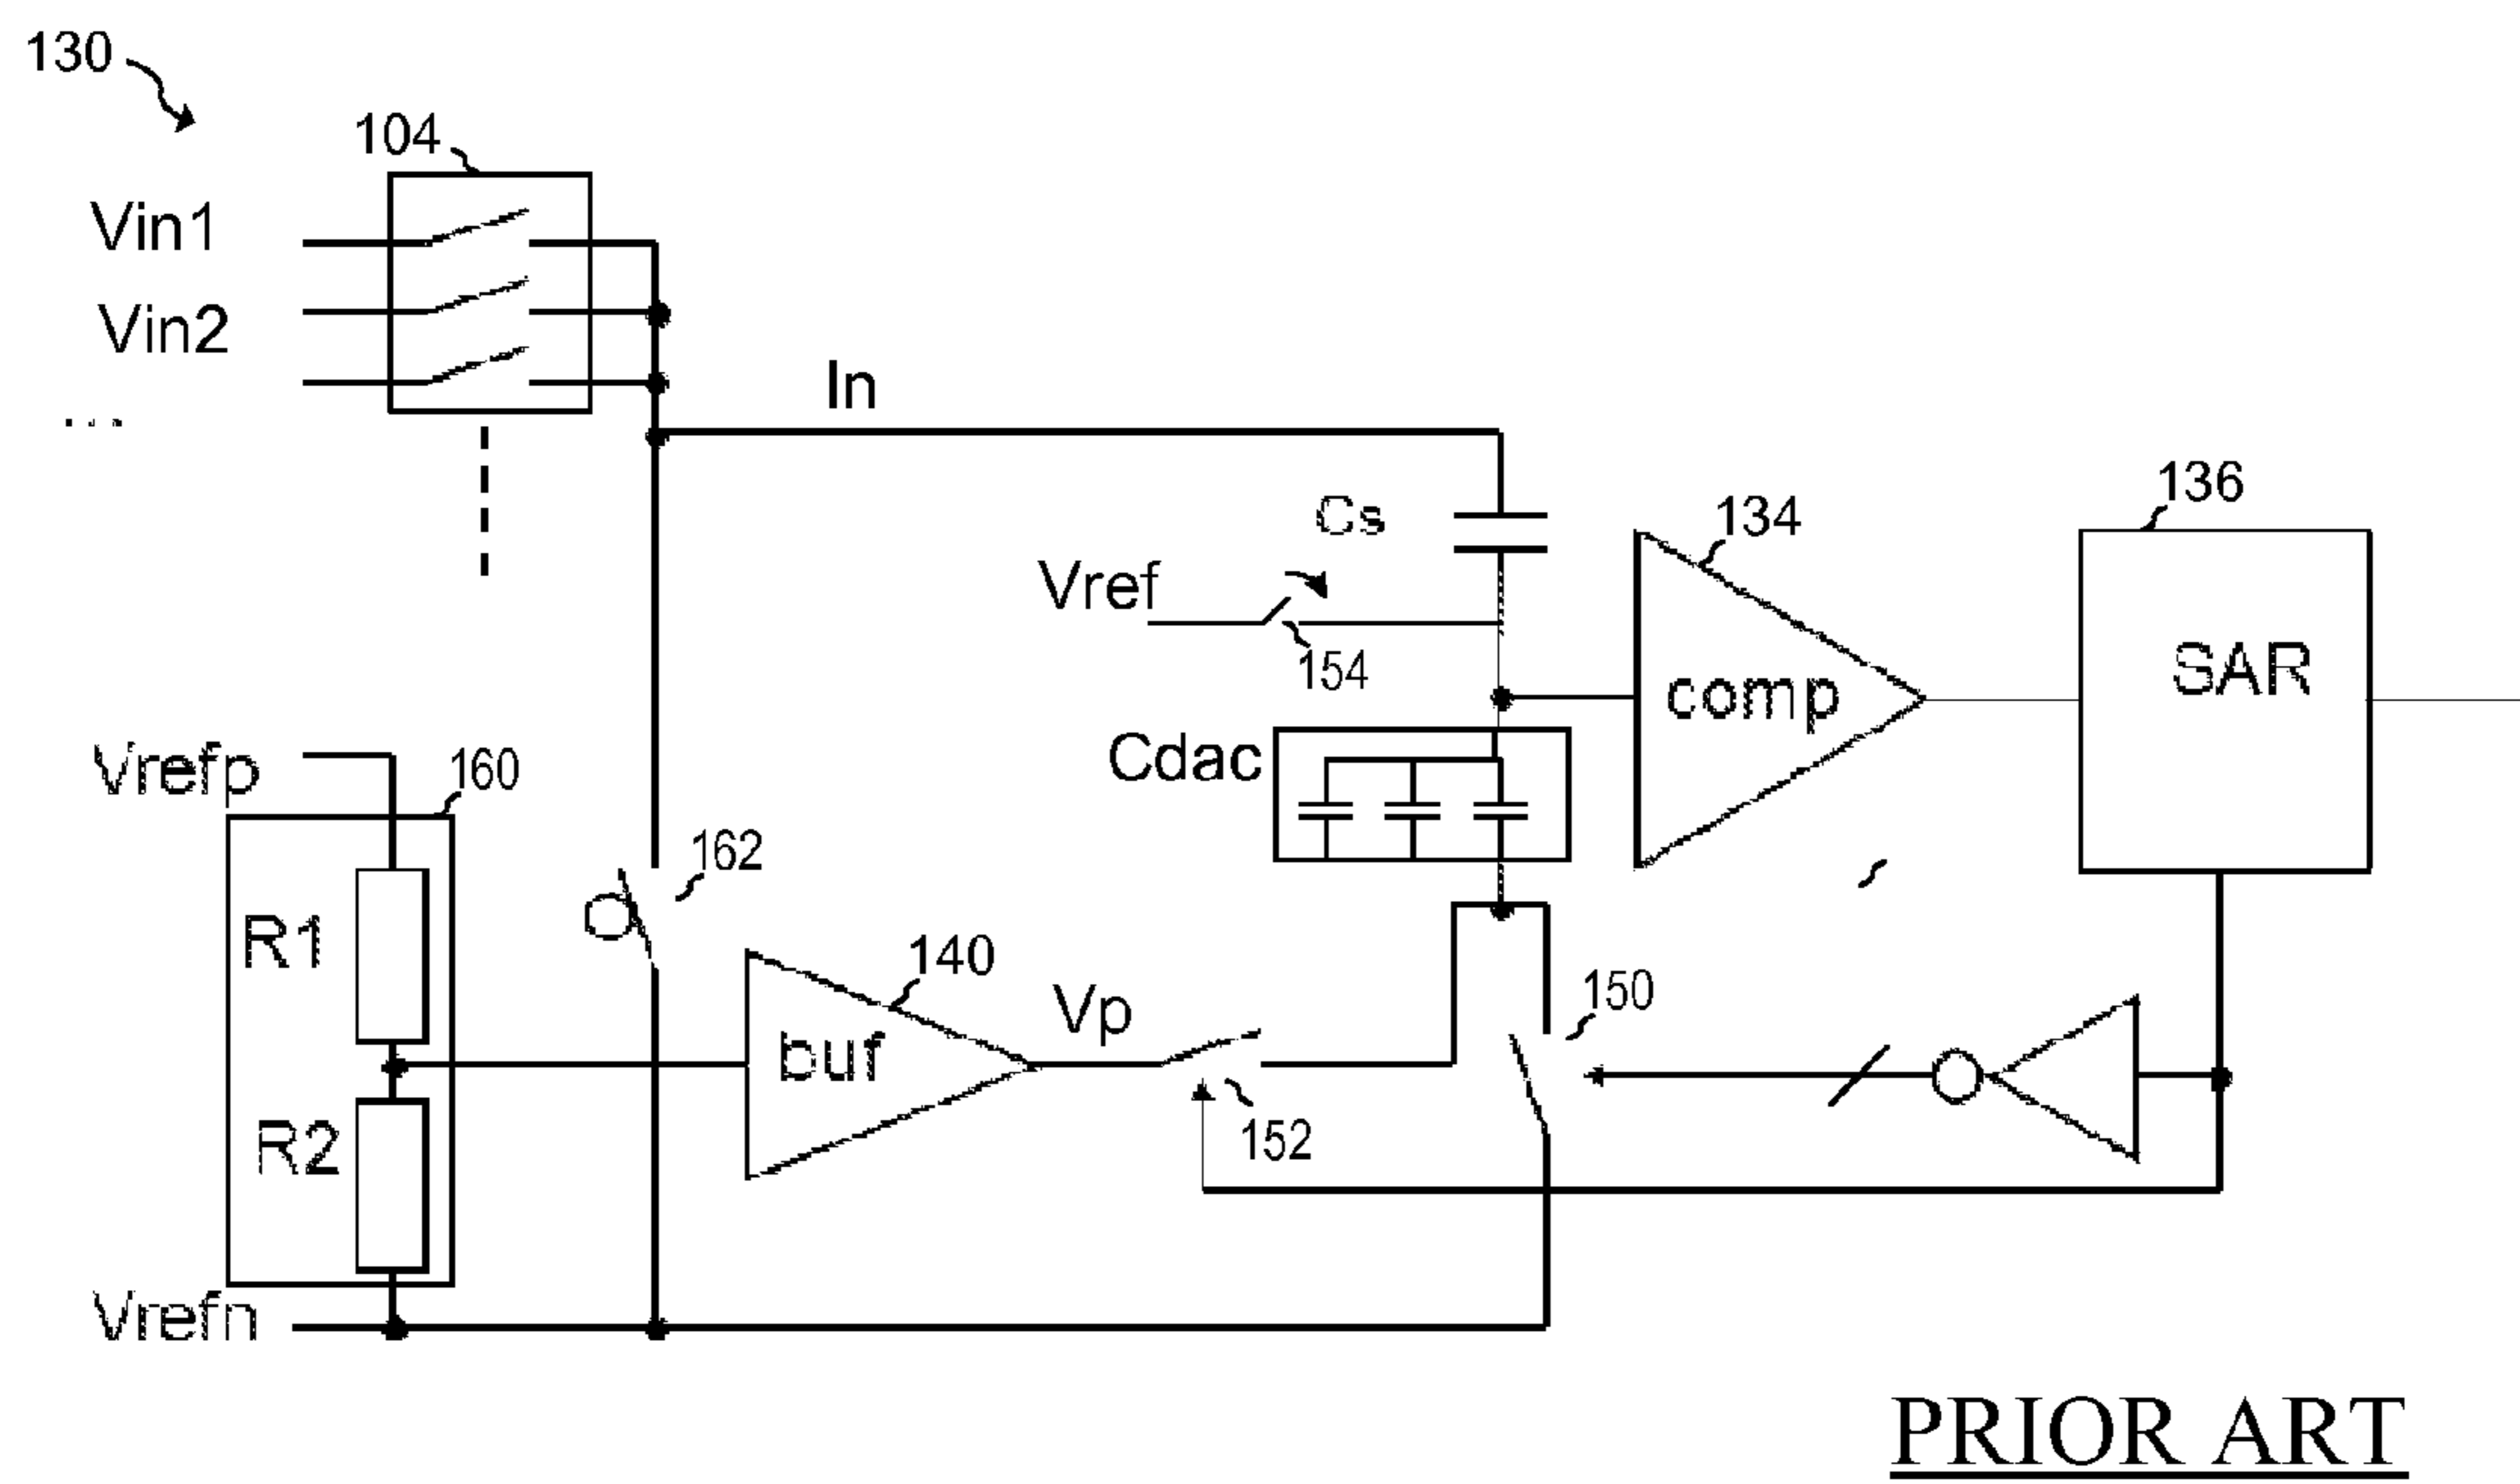 130
104
Vin1
Vin2
...
In
Cs
134
136
Vref
154
comp
SAR
Cdac
Vrefp
160
162
R1
140
Vp
150
buf
R2
152
Vrefn
PRIOR ART